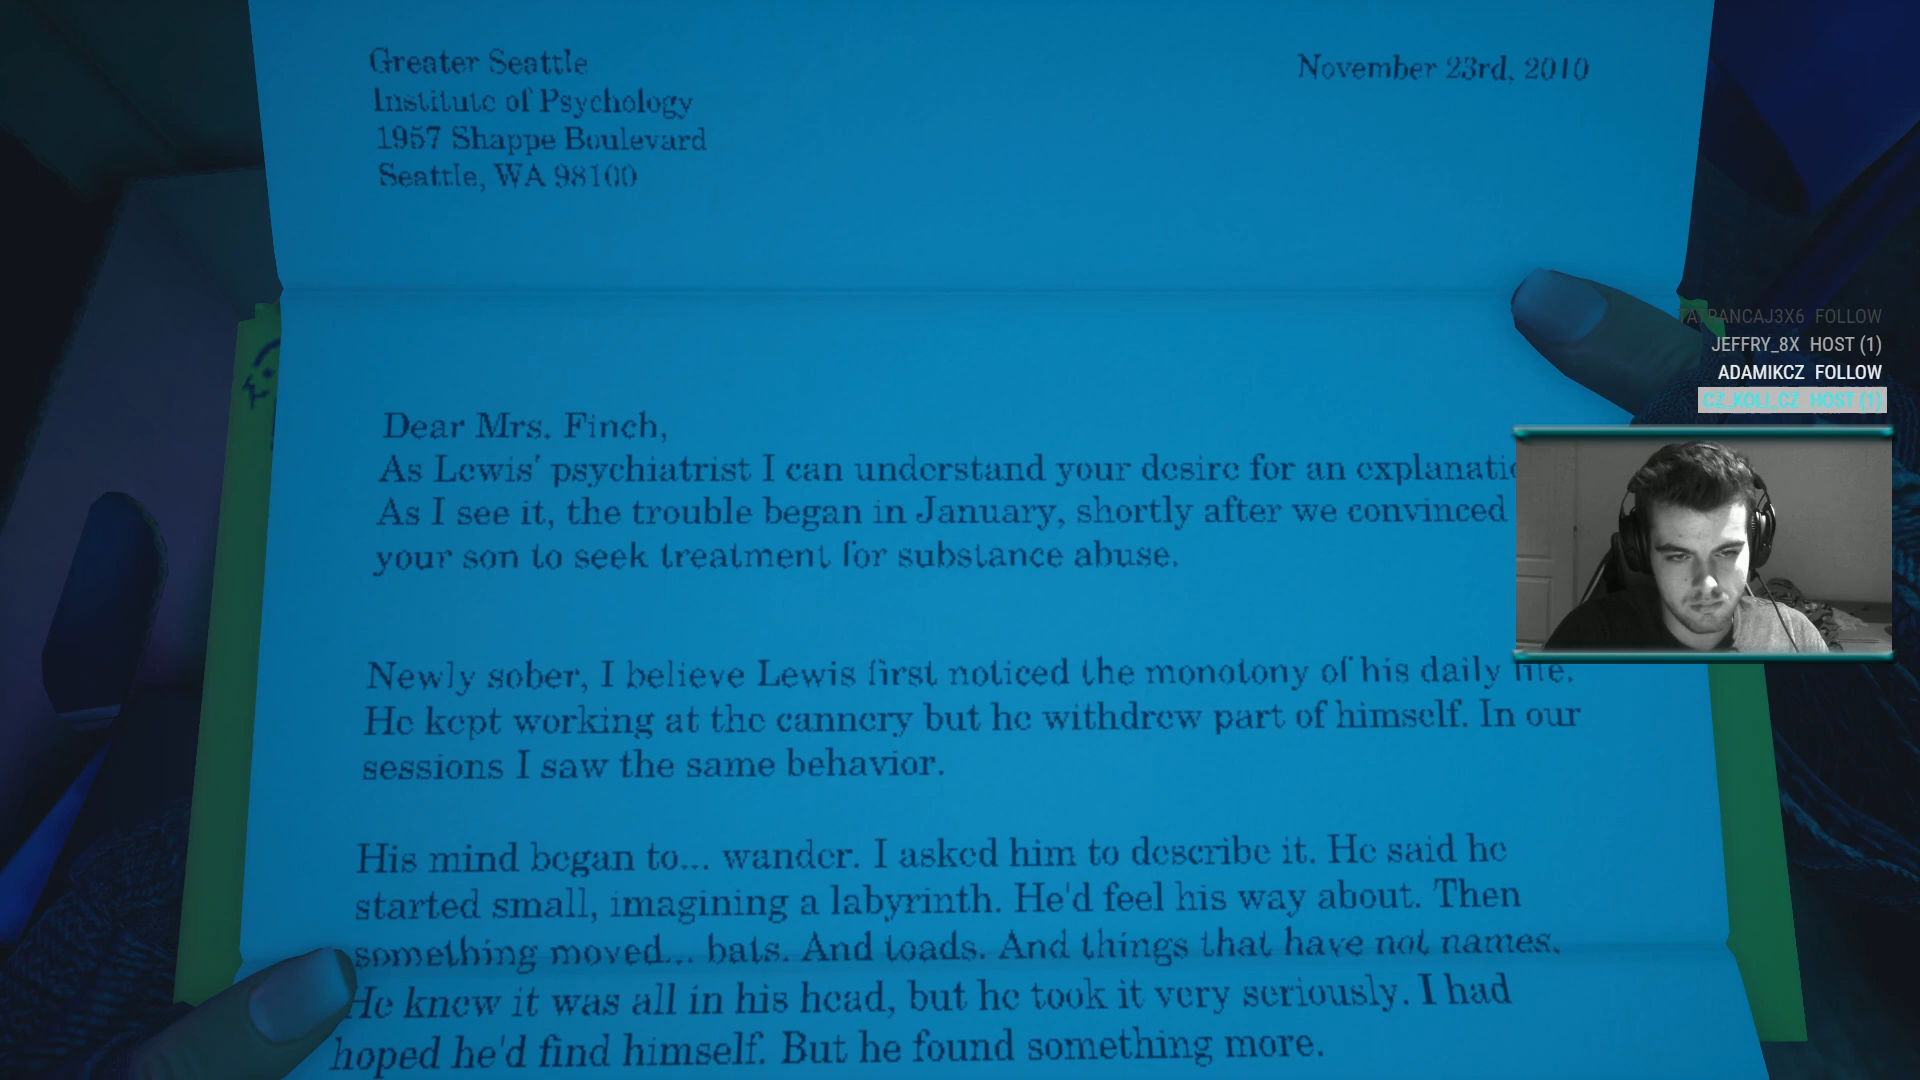 Greater Seattle
Institute of Psychology
1957 Shappe Boulevard
Seattle, WA 98100
November 23rd, 2010
Dear Mrs. Finch,
As Lewis' psychiatrist I can understand your desire for an
As I see it, the trouble began in January, shortly after we convinced
your son to seek treatment for substance abuse.
Newly sober, I believe Lewis first noticed the monotony of his daily life.
He kept working at the cannery but he withdrew part of himself. In our
sessions I saw the same behavior.
His mind began to... wander. I asked him to describe it. He said he
started small, imagining a labyrinth. He'd feel his way about. Then
something moved... bats. And toads. And things that have not names.
He knew it was all in his head, but he took it very seriously. I had
hoped he'd find himself. But he found something more.
FOLLOW
JEFFRY_8X HOST (1)
ADAMIKCZ FOLLOW
CZ_KOLI_CZ HOST (1)